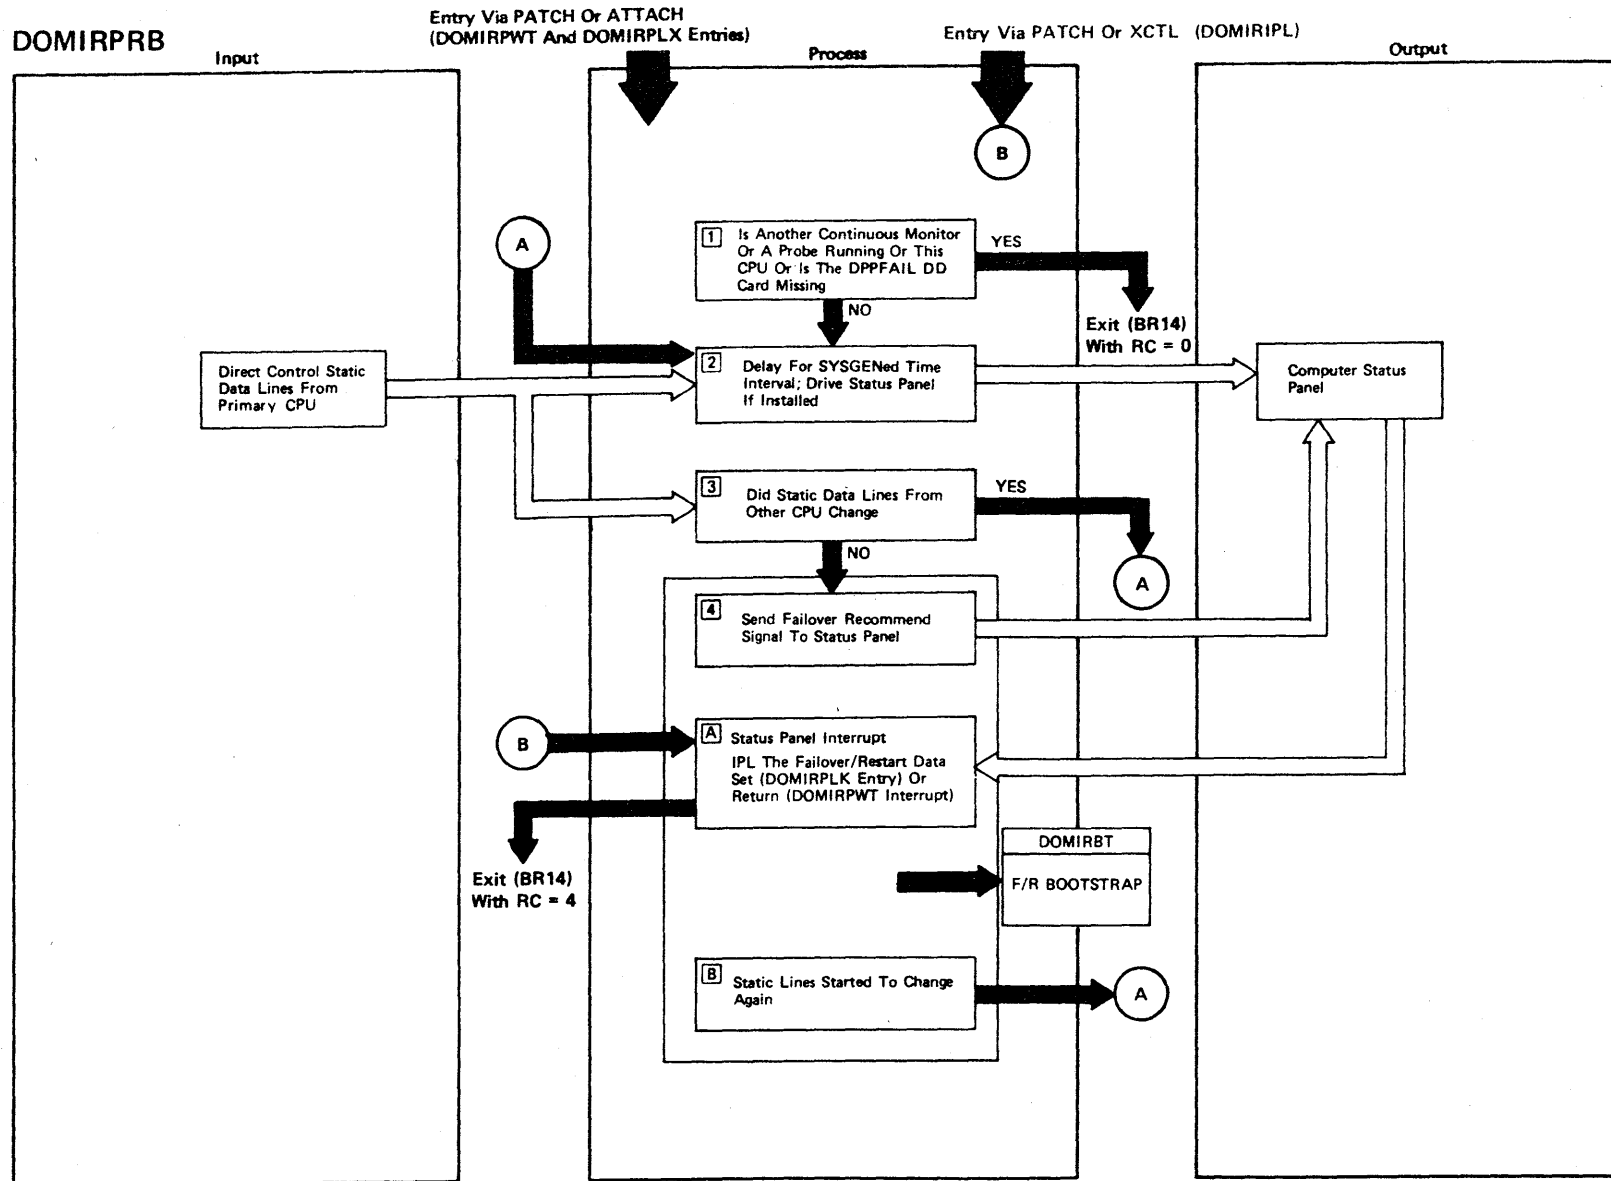 DOMIRPRB
Entry Via PATCH Or ATTACH
(DOMIRPWT And DOMIRPLX Entries)
Entry Via PATCH Or XCTL (DOMIRIPL)
Input
Process
Output
B
A
1 Is Another Continuous Monitor
Or A Probe Running Or This
CPU Or Is The DPPFAIL DD
Card Missing
YES
NO
Exit (BR14)
With RC = 0
Direct Control Static
Data Lines From
Primary CPU
2 Delay For SYSGENed Time
Interval; Drive Status Panel
If Installed
Computer Status
Panel
3 Did Static Data Lines From
Other CPU Change
YES
NO
A
4 Send Failover Recommend
Signal To Status Panel
B
A Status Panel Interrupt
IPL The Failover/Restart Data
Set (DOMIRPLK Entry) Or
Return (DOMIRPWT Interrupt)
Exit (BR14)
With RC = 4
DOMIRBT
F/R BOOTSTRAP
B Static Lines Started To Change
Again
A